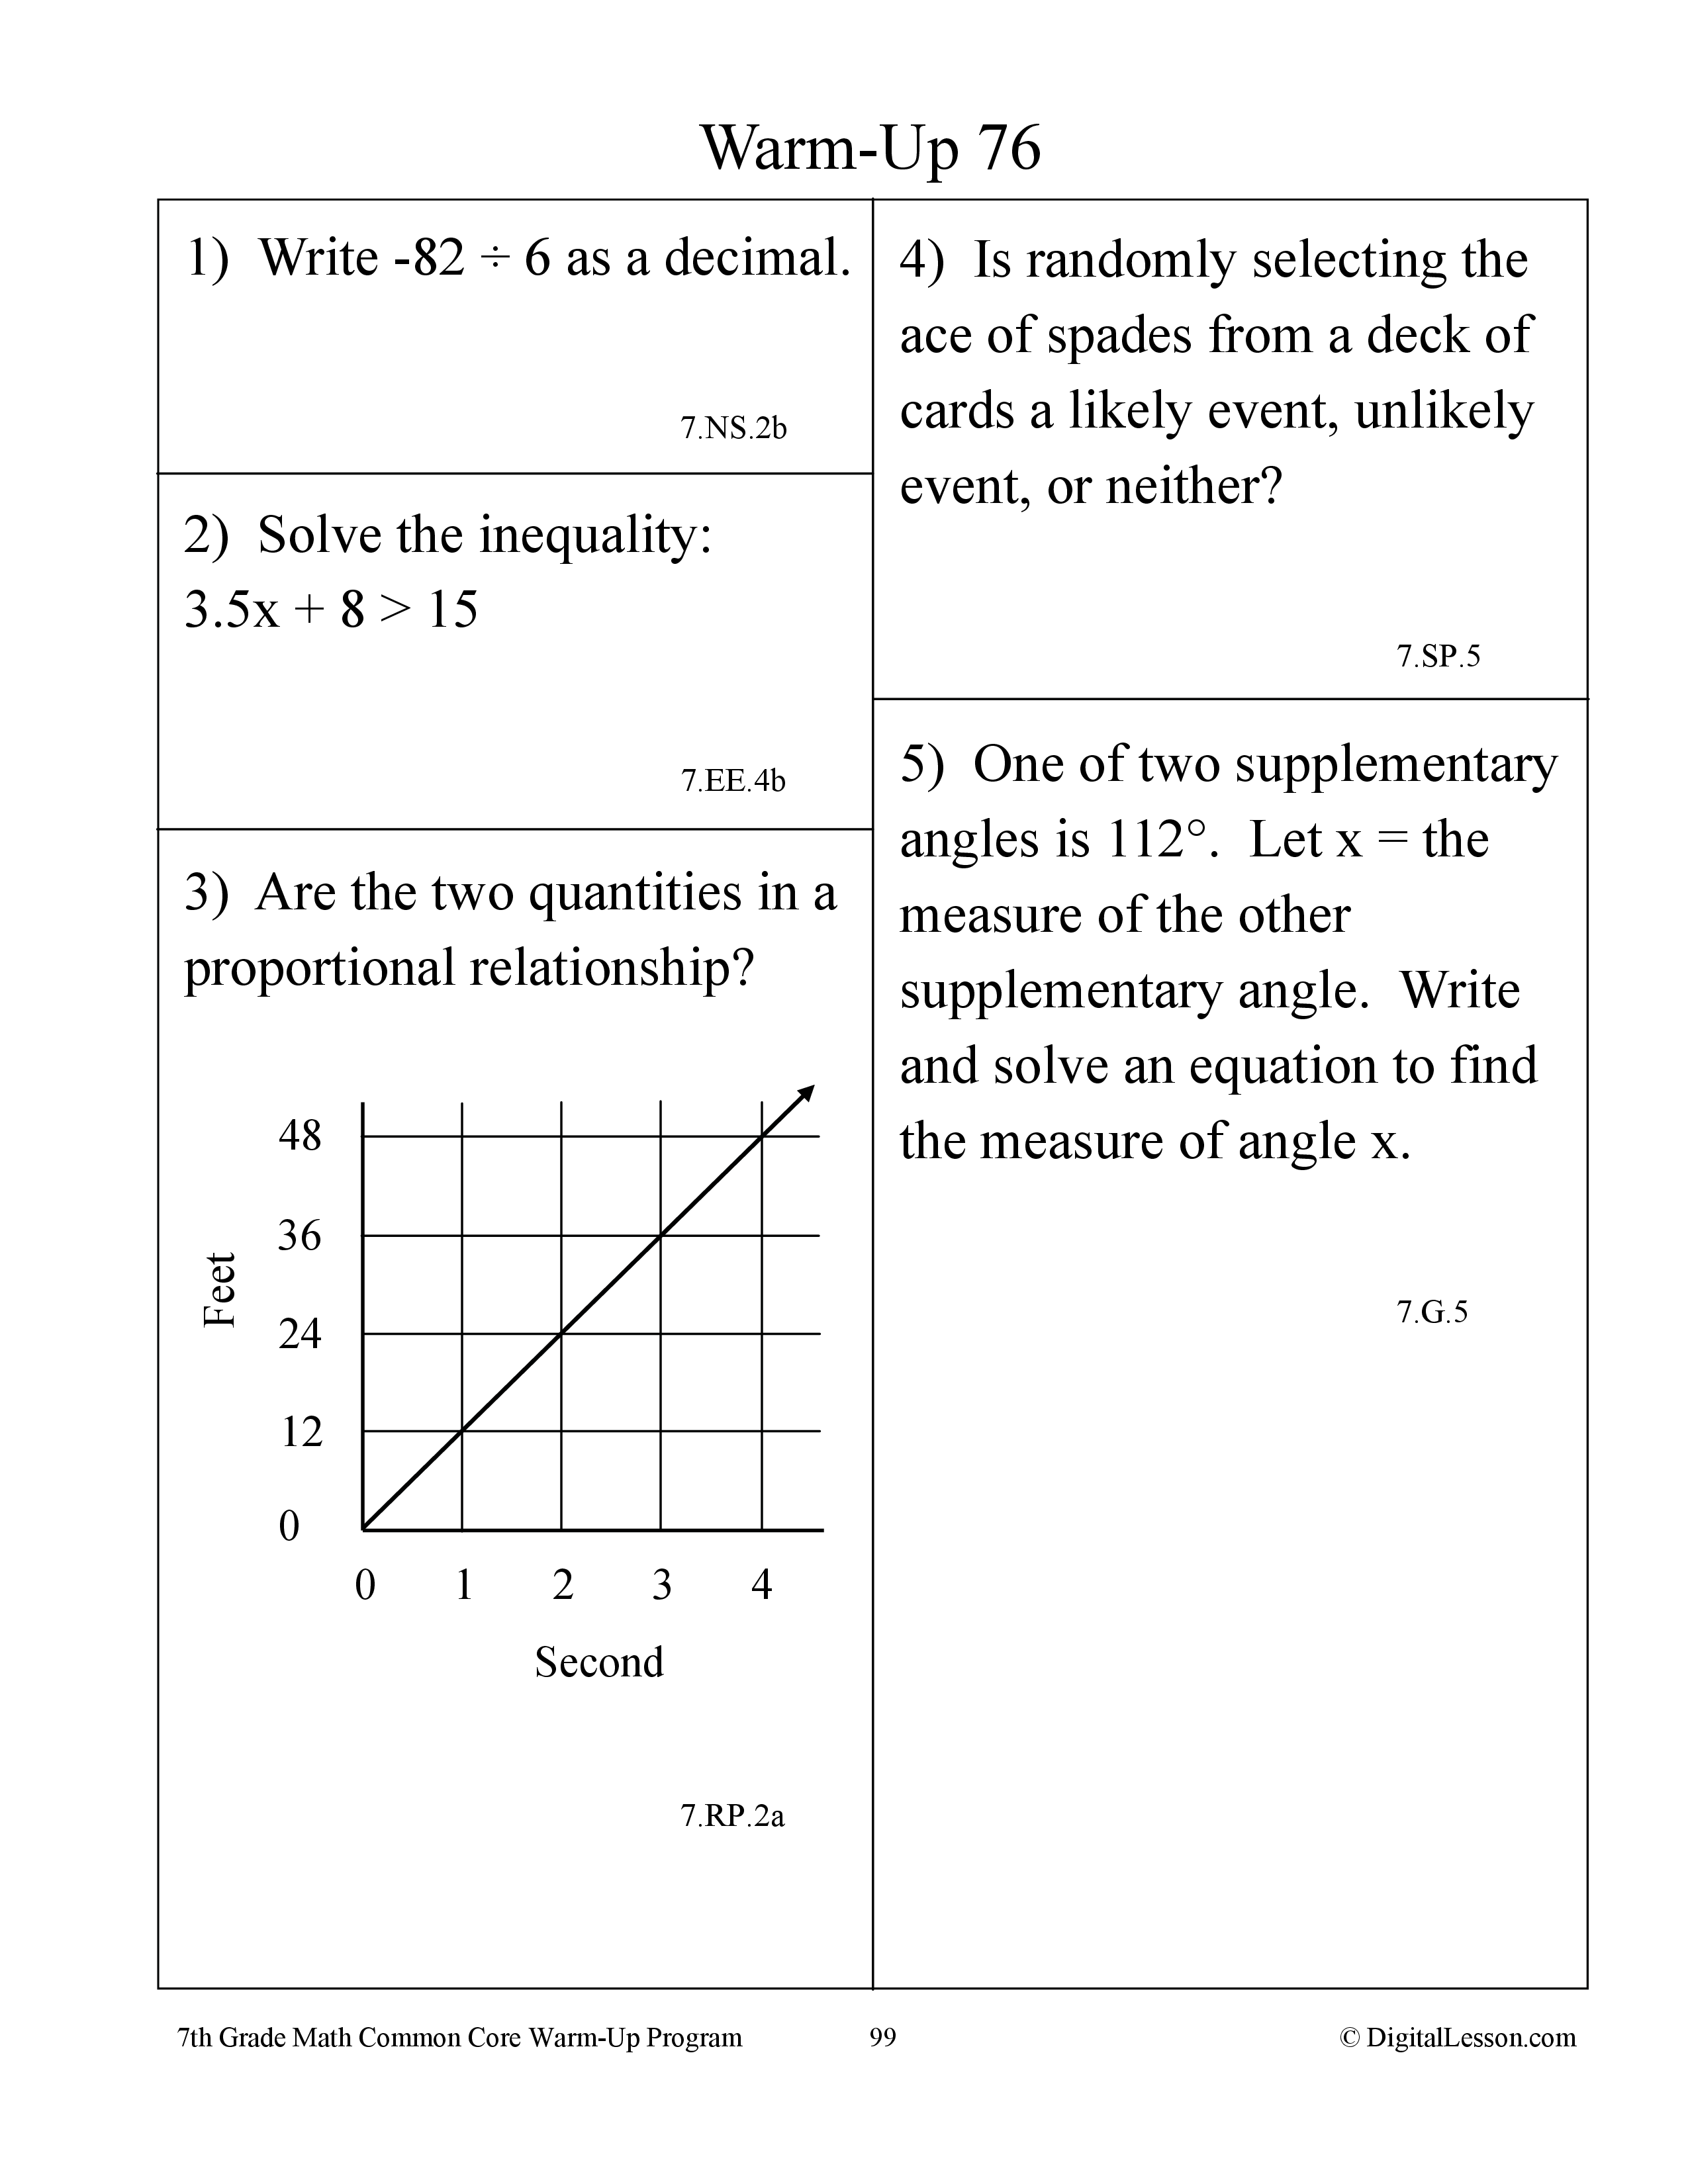 Warm-Up 76
1)  Write -82 ÷ 6 as a decimal.
7.NS.2b
2)  Solve the inequality:
3.5x + 8 > 15
7.EE.4b
3)  Are the two quantities in a
proportional relationship?
48
36
24
12
0
Feet
0 1 2 3 4
Second
7.RP.2a
4)  Is randomly selecting the
ace of spades from a deck of
cards a likely event, unlikely
event, or neither?
7.SP.5
5)  One of two supplementary
angles is 112°.  Let x = the
measure of the other
supplementary angle.  Write
and solve an equation to find
the measure of angle x.
7.G.5
7th Grade Math Common Core Warm-Up Program 99 © DigitalLesson.com